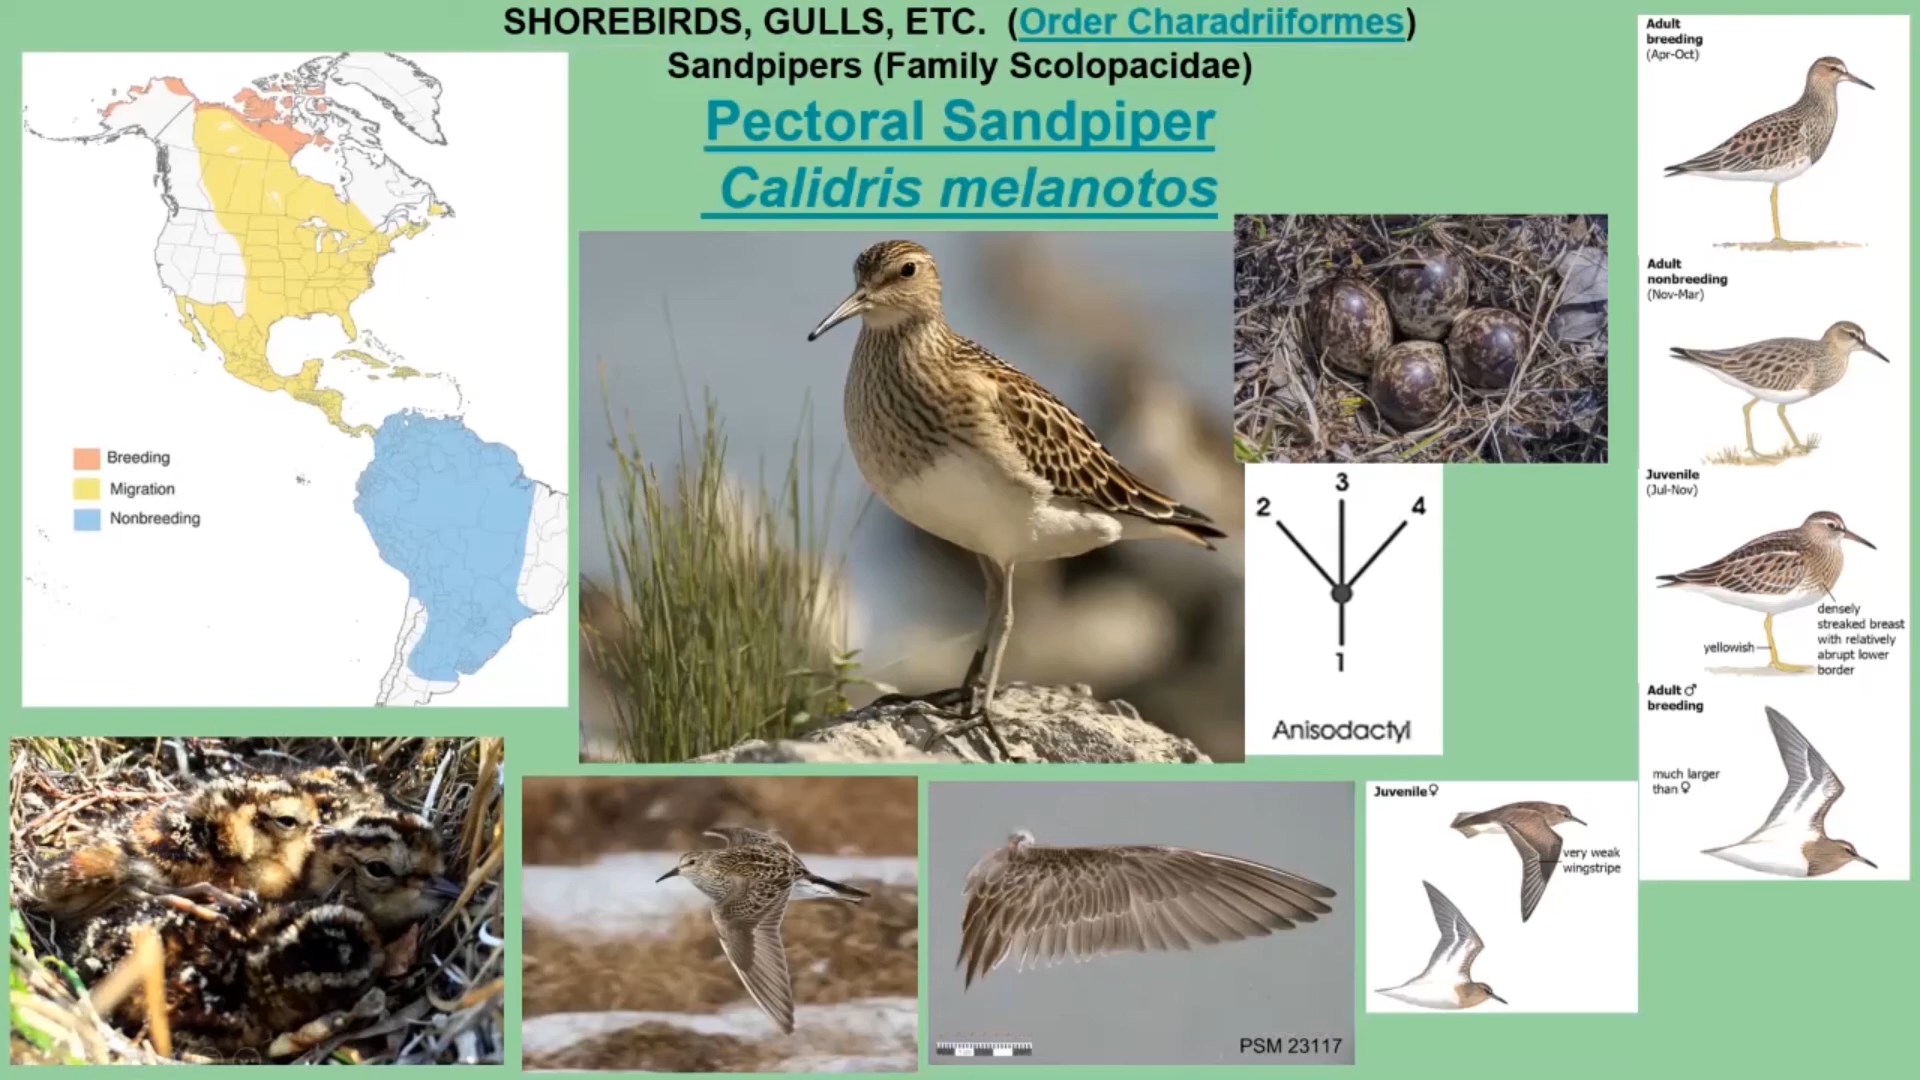 SHOREBIRDS, GULLS, ETC. (Order Charadriiformes)
Sandpipers (Family Scolopacidae)
Pectoral Sandpiper
Calidris melanotos
Breeding
Migration
Nonbreeding
3
2
4
1
Anisodactyl
Adult
breeding
(Apr-Oct)
Adult
nonbreeding
(Nov-Mar)
Juvenile
(Jul-Nov)
densely
streaked breast
with relatively
abrupt lower
border
yellowish
Adult ♂
breeding
much larger
than ♀
Juvenile♀
very weak
wingstripe
PSM 23117